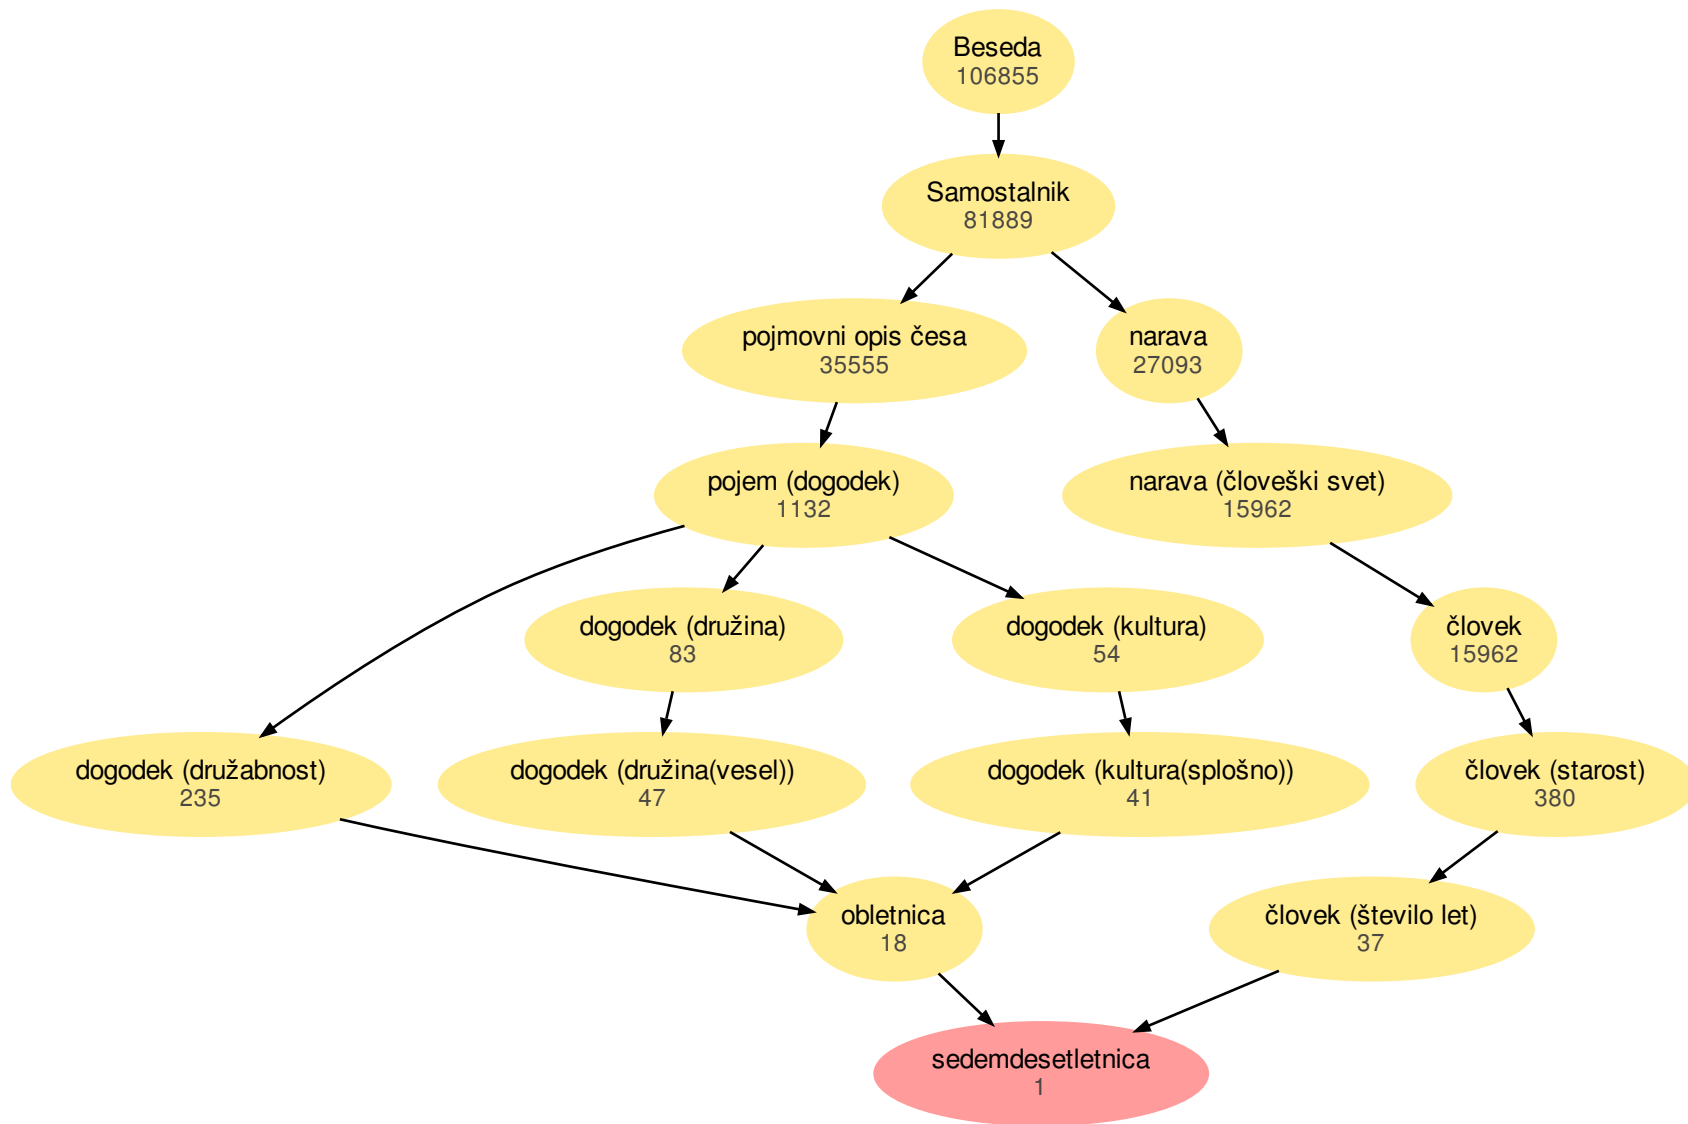 Beseda
106855
Samostalnik
81889
pojmovni opis česa
35555
narava
27093
pojem (dogodek)
1132
narava (človeški svet)
15962
dogodek (družina)
83
dogodek (kultura)
54
človek
15962
dogodek (družabnost)
235
dogodek (družina(vesel))
47
dogodek (kultura(splošno))
41
človek (starost)
380
obletnica
18
človek (število let)
37
sedemdesetletnica
1